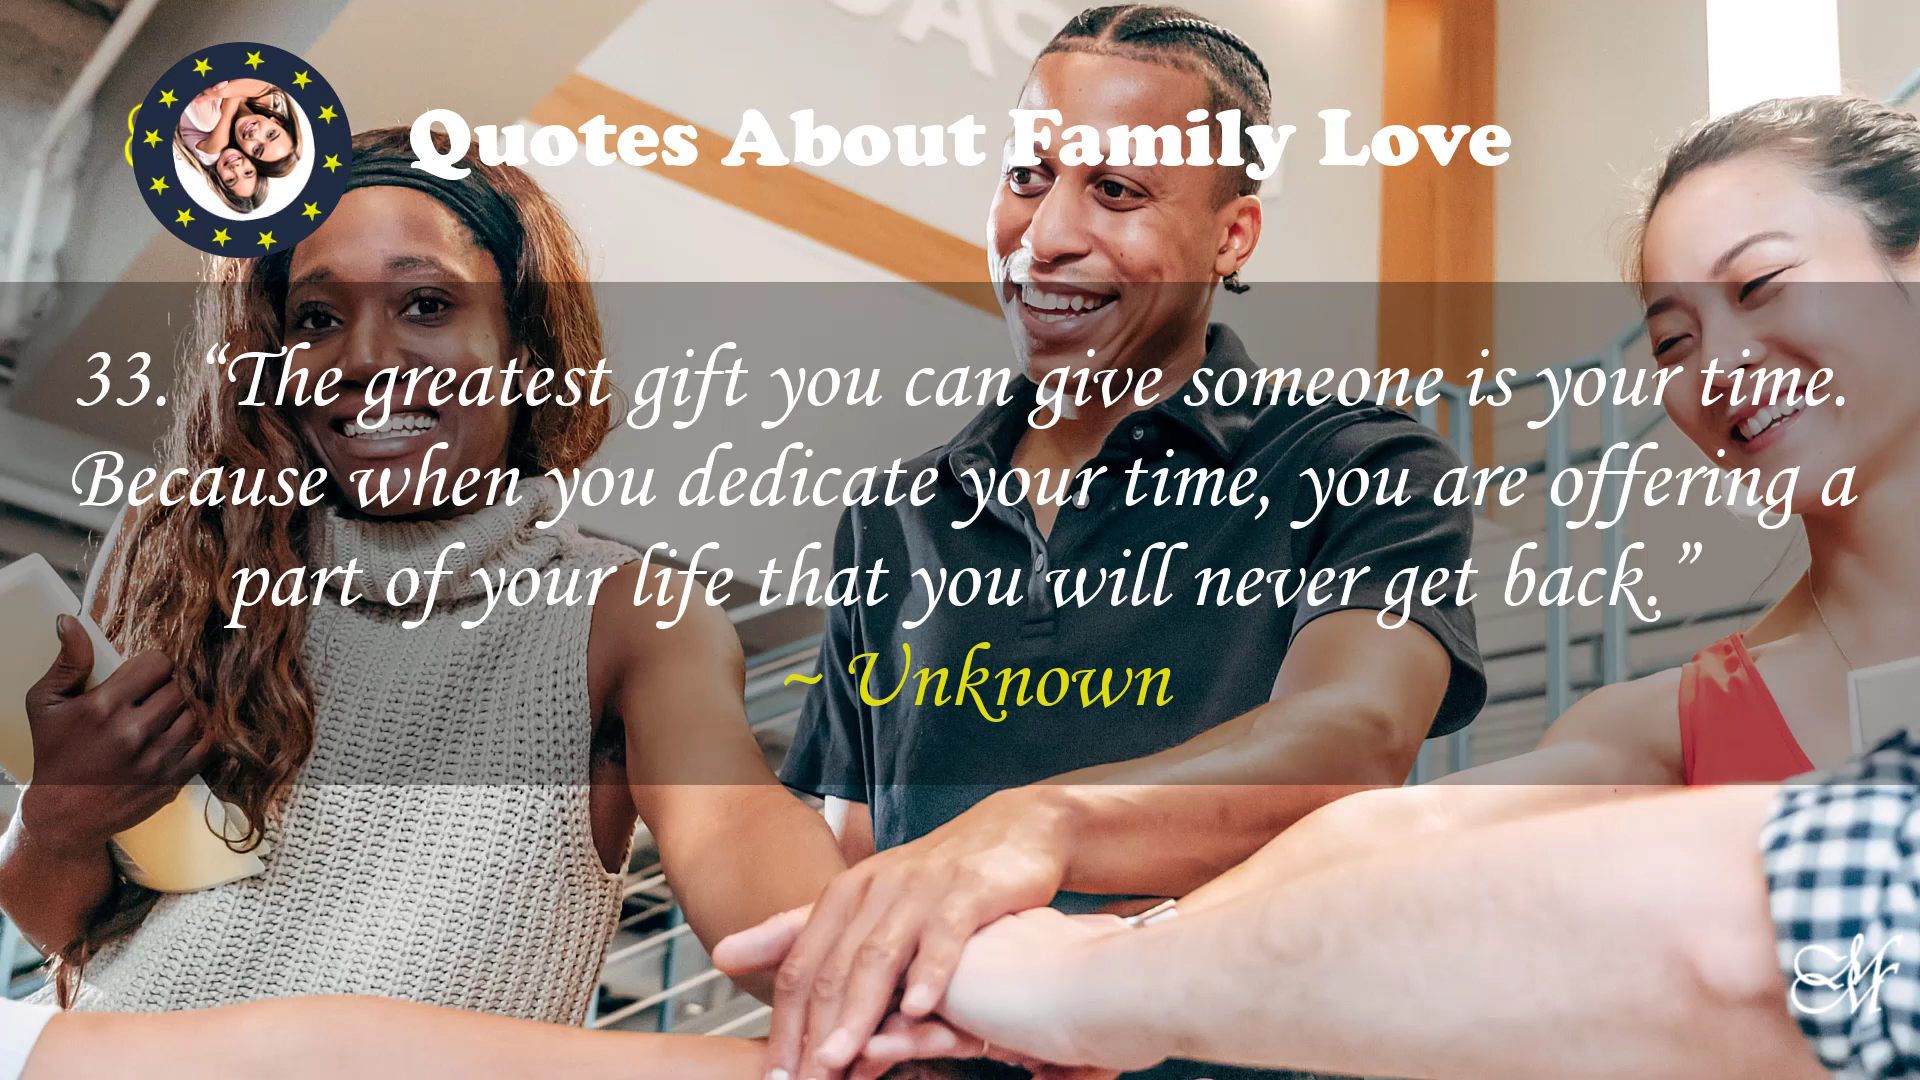 Quotes About Family Love
33. “The greatest gift you can give someone is your time.
Because when you dedicate your time, you are offering a
part of your life that you will never get back.”
~ Unknown